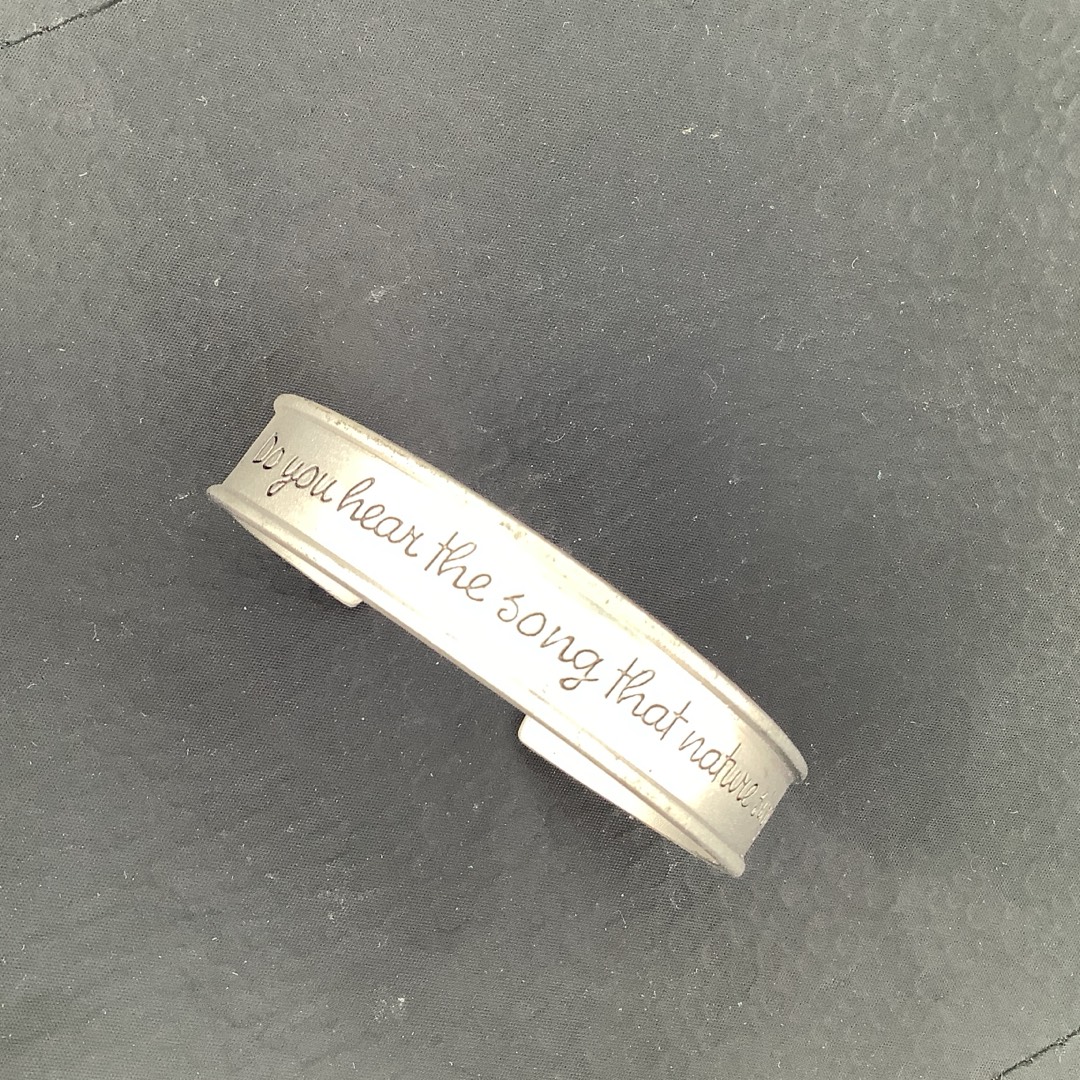 Do you hear the song that nature